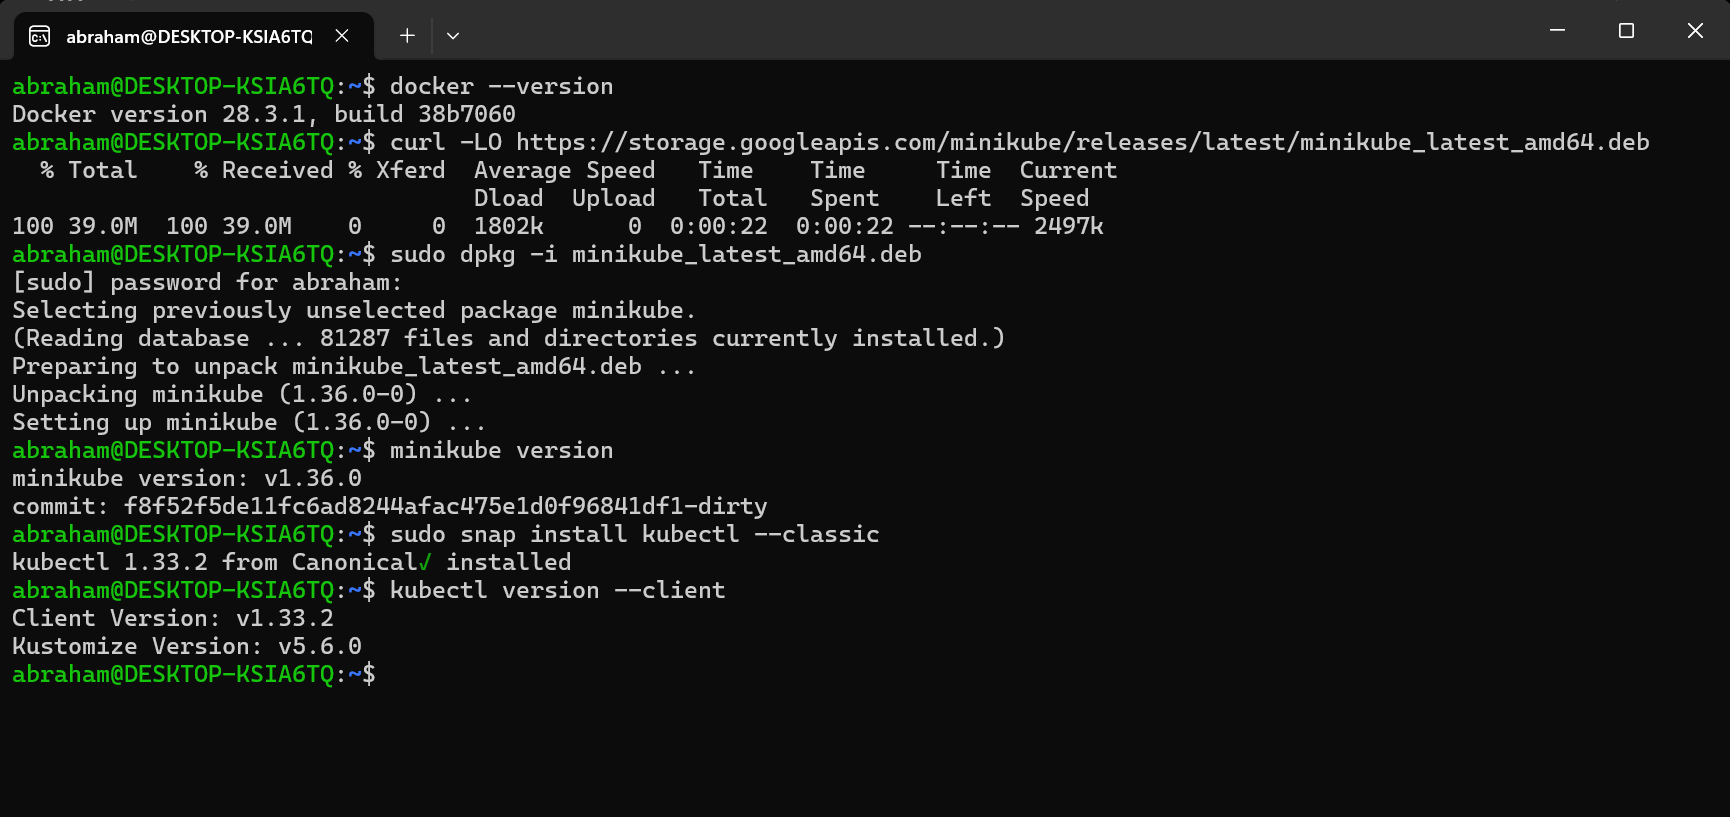 abraham@DESKTOP-KSIA6TQ
abraham@DESKTOP-KSIA6TQ:~$ docker --version
Docker version 28.3.1, build 38b7060
abraham@DESKTOP-KSIA6TQ:~$ curl -LO https://storage.googleapis.com/minikube/releases/latest/minikube_latest_amd64.deb
  % Total    % Received % Xferd  Average Speed   Time    Time     Time  Current
                                 Dload  Upload   Total   Spent    Left  Speed
100 39.0M  100 39.0M    0     0  1802k      0  0:00:22  0:00:22 --:--:-- 2497k
abraham@DESKTOP-KSIA6TQ:~$ sudo dpkg -i minikube_latest_amd64.deb
[sudo] password for abraham:
Selecting previously unselected package minikube.
(Reading database ... 81287 files and directories currently installed.)
Preparing to unpack minikube_latest_amd64.deb ...
Unpacking minikube (1.36.0-0) ...
Setting up minikube (1.36.0-0) ...
abraham@DESKTOP-KSIA6TQ:~$ minikube version
minikube version: v1.36.0
commit: f8f52f5de11fc6ad8244afac475e1d0f96841df1-dirty
abraham@DESKTOP-KSIA6TQ:~$ sudo snap install kubectl --classic
kubectl 1.33.2 from Canonical✓ installed
abraham@DESKTOP-KSIA6TQ:~$ kubectl version --client
Client Version: v1.33.2
Kustomize Version: v5.6.0
abraham@DESKTOP-KSIA6TQ:~$